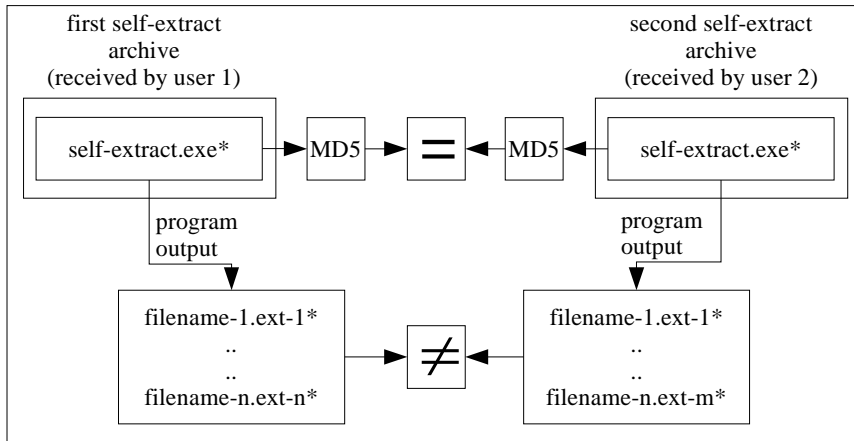 first self-extract
archive
(received by user 1)
second self-extract
archive
(received by user 2)
self-extract.exe*
MD5
=
MD5
self-extract.exe*
program
output
program
output
filename-1.ext-1*
..
..
filename-n.ext-n*
≠
filename-1.ext-1*
..
..
filename-n.ext-m*